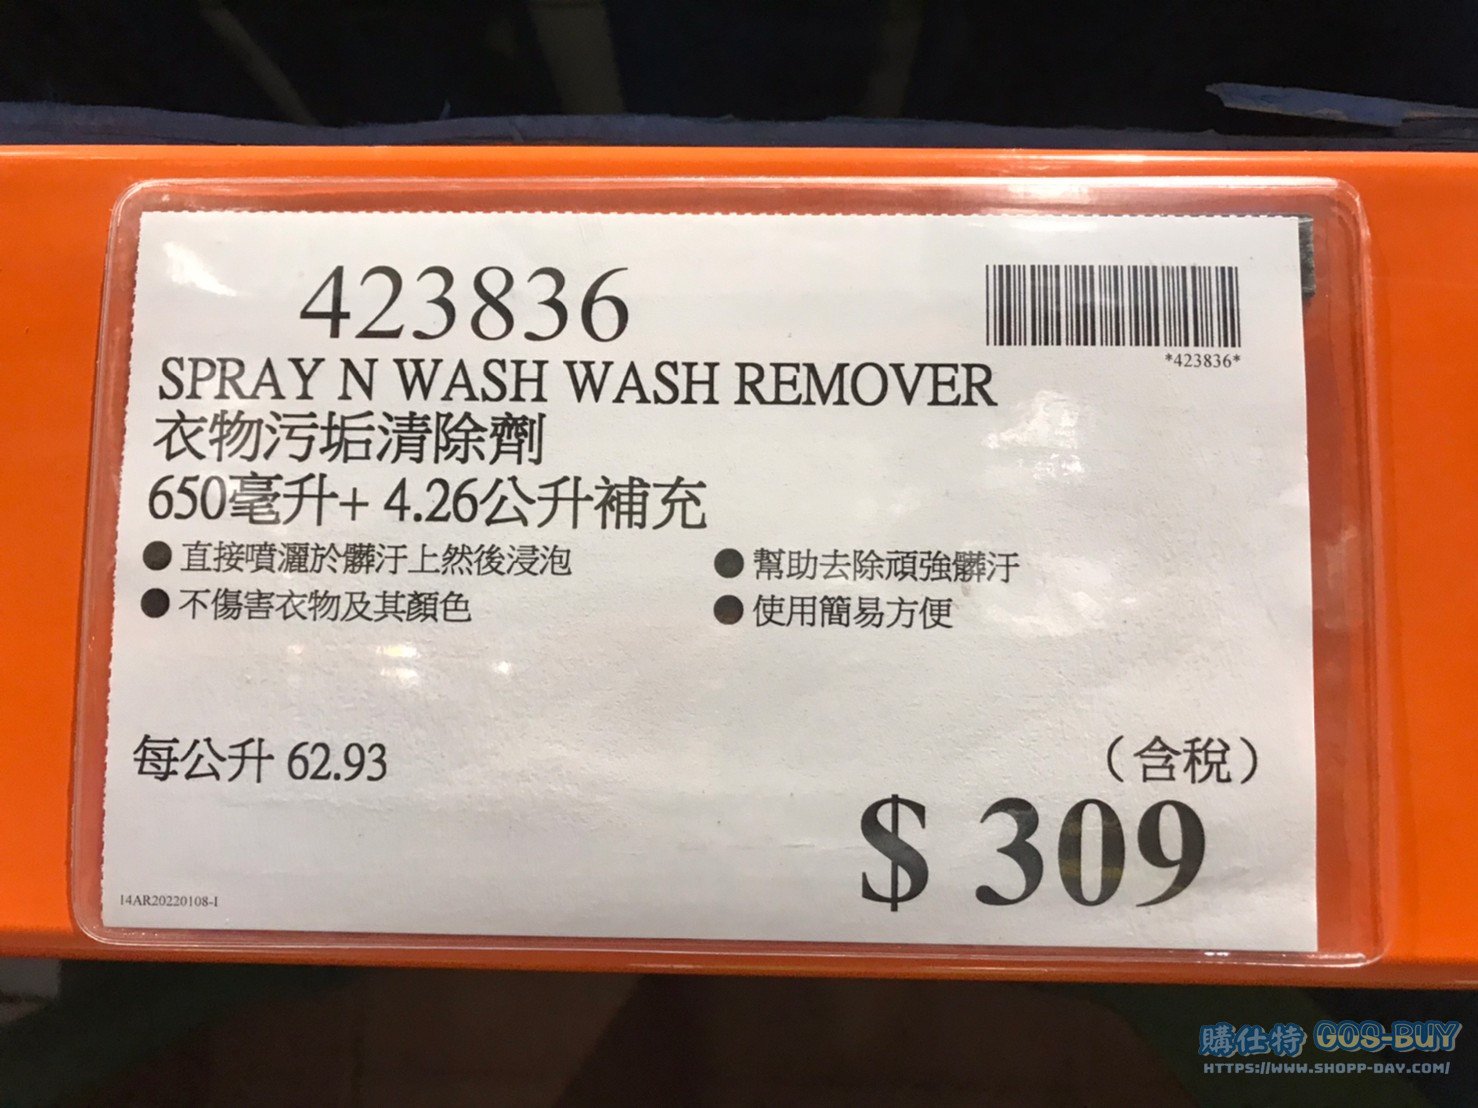 423836
*423836*
SPRAY N WASH WASH REMOVER
衣物污垢清除劑
650毫升+ 4.26公升補充
●直接噴灑於髒汙上然後浸泡
●幫助去除頑強髒汙
●不傷害衣物及其顏色
●使用簡易方便
每公升 62.93
（含稅）
$ 309
14AR20220108-I
購仕特 GOS-BUY
HTTPS://WWW.SHOPP-DAY.COM/